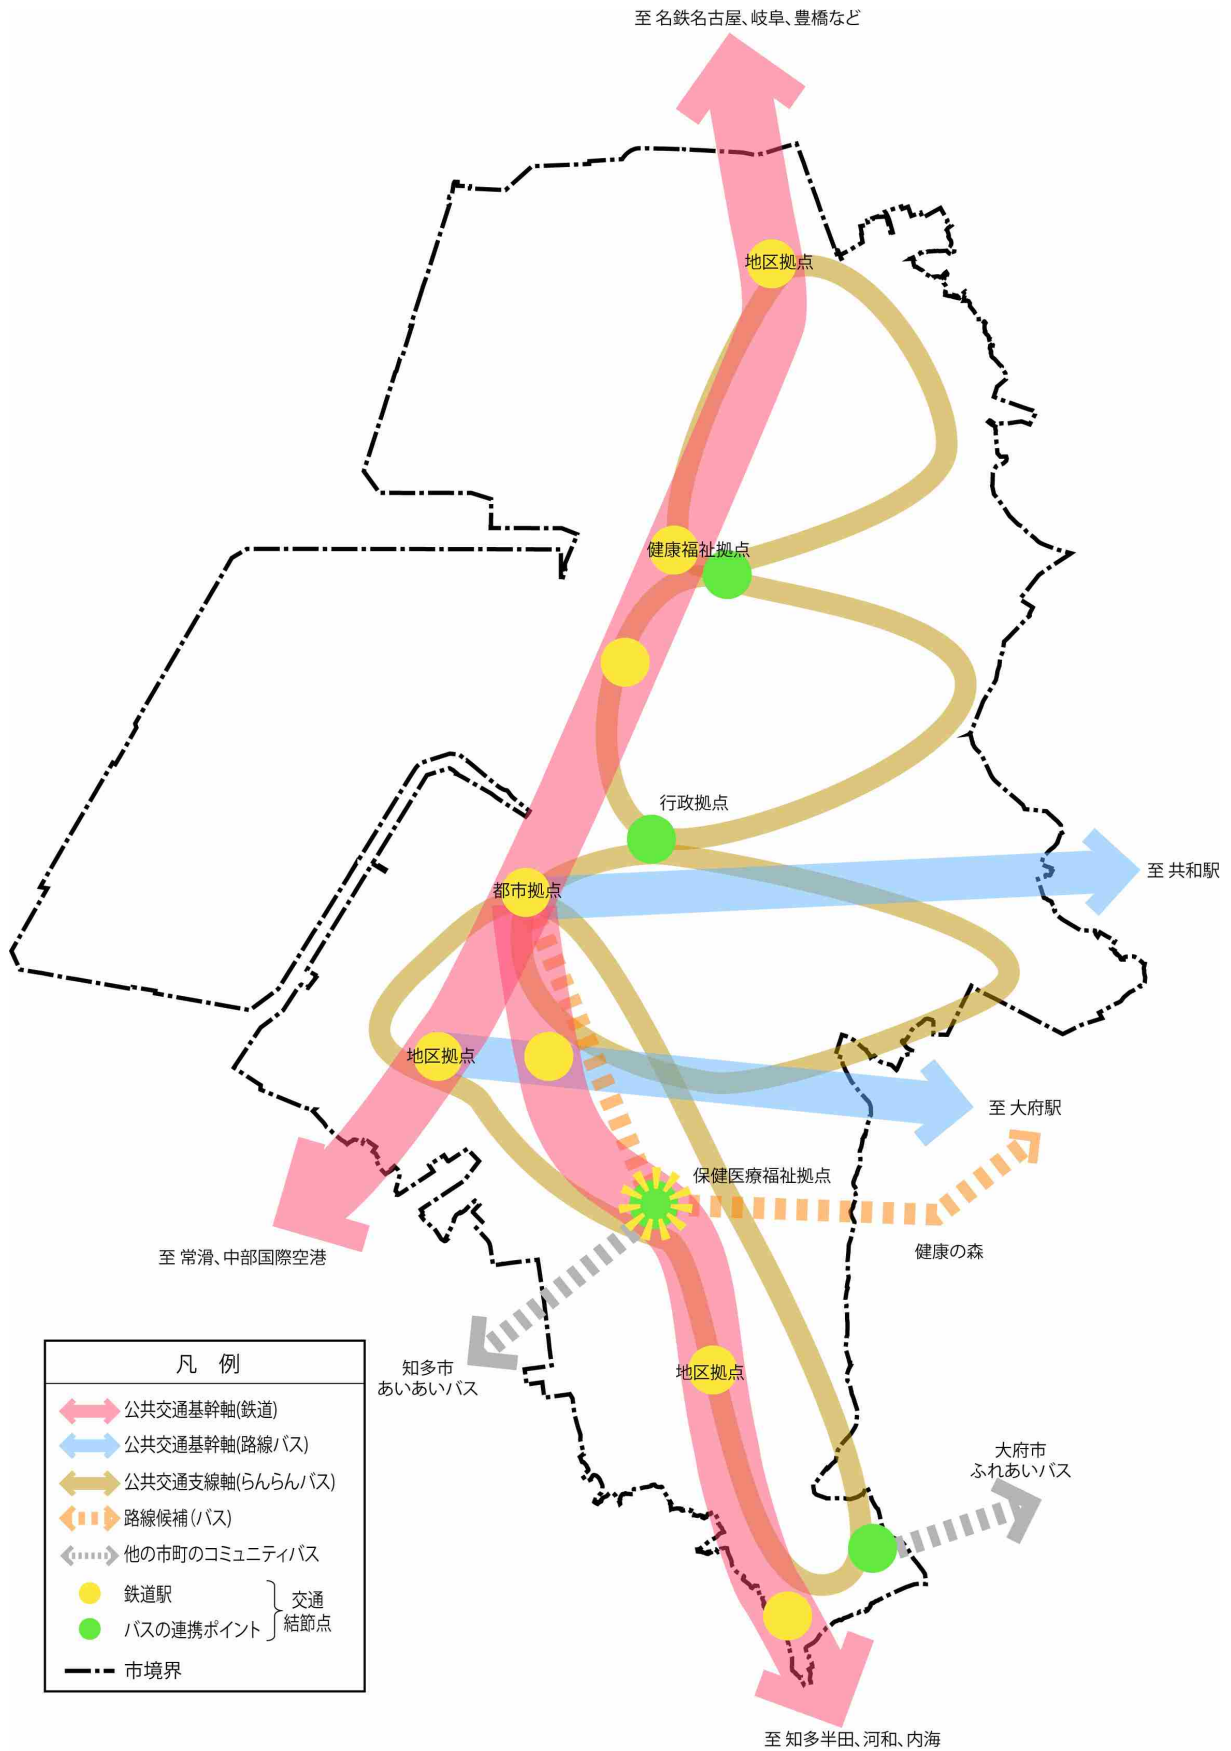 至 名鉄名古屋、岐阜、豊橋など
地区拠点
健康福祉拠点
行政拠点
都市拠点
至 共和駅
地区拠点
至 大府駅
保健医療福祉拠点
健康の森
至 常滑、中部国際空港
知多市
あいあいバス
地区拠点
大府市
ふれあいバス
至 知多半田、河和、内海
凡 例
公共交通基幹軸(鉄道)
公共交通基幹軸(路線バス)
公共交通支線軸(らんらんバス)
路線候補(バス)
他の市町のコミュニティバス
鉄道駅
バスの連携ポイント
交通
結節点
市境界